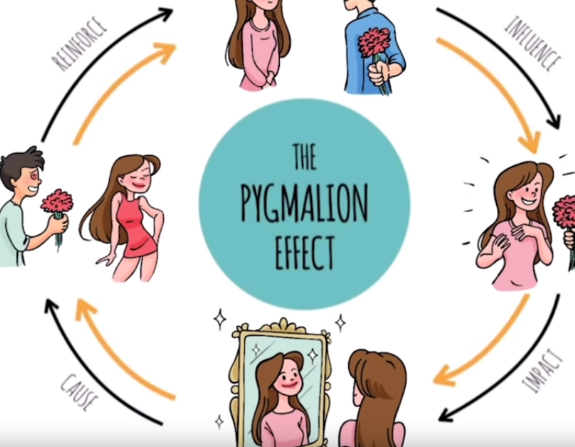 REINFORCE
INFLUENCE
THE
PYGMALION
EFFECT
CAUSE
IMPACT